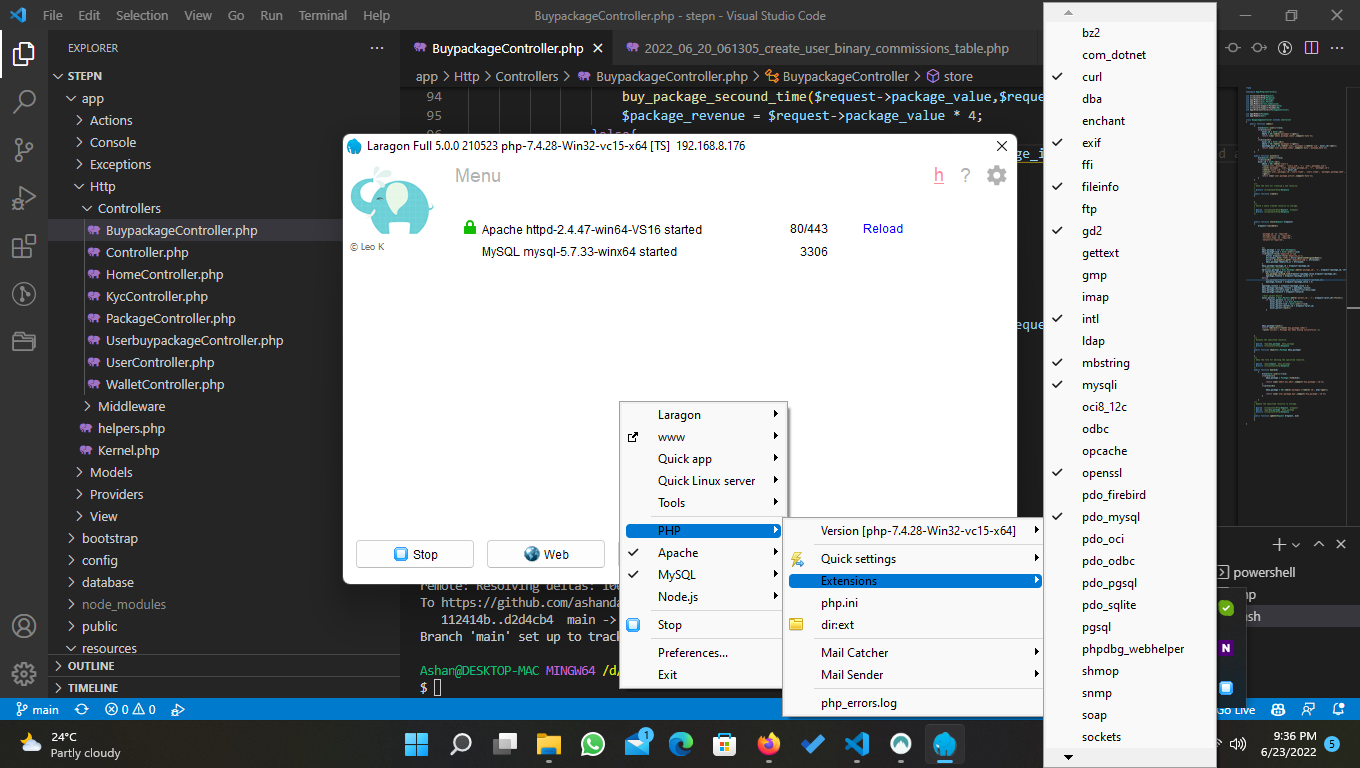 File Edit Selection View Go Run Terminal Help
BuypackageController.php - stepn - Visual Studio Code
EXPLORER
STEPN
app
Actions
Console
Exceptions
Http
Controllers
BuypackageController.php
Controller.php
HomeController.php
KycController.php
PackageController.php
UserbuypackageController.php
UserController.php
WalletController.php
Middleware
helpers.php
Kernel.php
Models
Providers
View
bootstrap
config
database
node_modules
public
resources
OUTLINE
TIMELINE
BuypackageController.php
2022_06_20_061305_create_user_binary_commissions_table.php
app > Http > Controllers > BuypackageController.php > BuypackageController > store
94 buy_package_secound_time($request->package_value,$reque
95 $package_revenue = $request->package_value * 4;
Laragon Full 5.0.0 210523 php-7.4.28-Win32-vc15-x64 [TS] 192.168.8.176
Menu
h ?
© Leo K
Apache httpd-2.4.47-win64-VS16 started 80/443 Reload
MySQL mysql-5.7.33-winx64 started 3306
Stop
Web
Laragon
www
Quick app
Quick Linux server
Tools
PHP
Apache
MySQL
Node.js
Stop
Preferences...
Exit
Version [php-7.4.28-Win32-vc15-x64]
Quick settings
Extensions
php.ini
dir:ext
Mail Catcher
Mail Sender
php_errors.log
bz2
com_dotnet
curl
dba
enchant
exif
ffi
fileinfo
ftp
gd2
gettext
gmp
imap
intl
ldap
mbstring
mysqli
oci8_12c
odbc
opcache
openssl
pdo_firebird
pdo_mysql
pdo_oci
pdo_odbc
pdo_pgsql
pdo_sqlite
pgsql
phpdbg_webhelper
shmop
snmp
soap
sockets
powershell
remote: Resolving deltas: 10
To https://github.com/ashanda
112414b..d2d4cb4 main ->
Branch 'main' set up to track
Ashan@DESKTOP-MAC MINGW64 /d/
$
main
0 0
Go Live
24°C
Partly cloudy
1
9:36 PM
6/23/2022
5